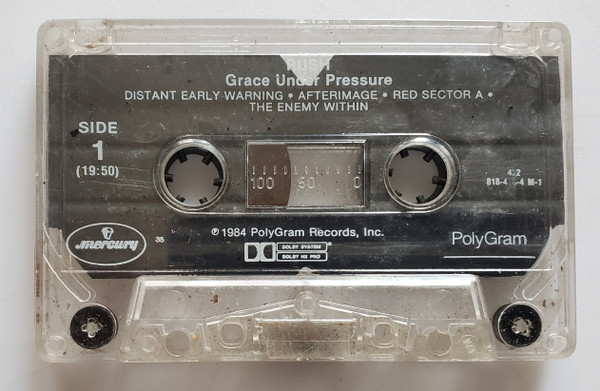 RUSH
Grace Under Pressure
DISTANT EARLY WARNING • AFTERIMAGE • RED SECTOR A •
THE ENEMY WITHIN
SIDE
1
(19:50)
100 50 0
℗ 1984 PolyGram Records, Inc.
mercury
35
DOLBY SYSTEM®
DOLBY HX PRO
PolyGram